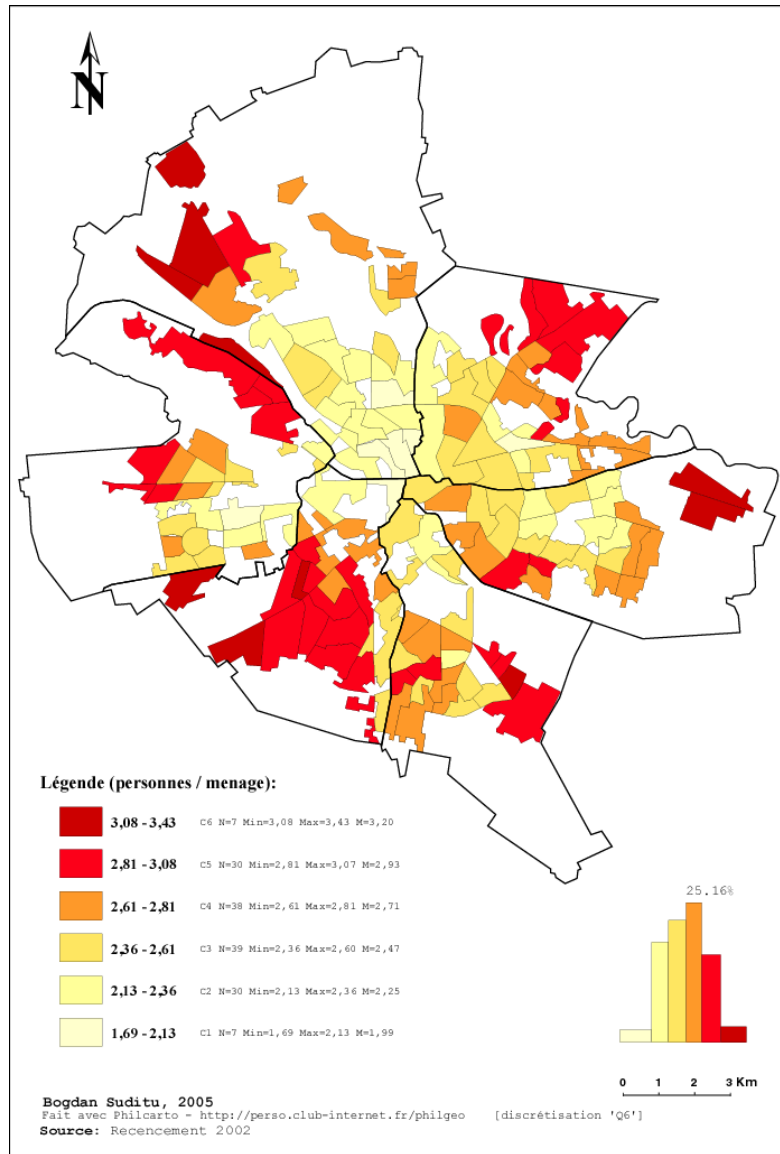 N
Légende (personnes / menage):
3,08 - 3,43 C6 N=7 Min=3,08 Max=3,43 M=3,20
2,81 - 3,08 C5 N=30 Min=2,81 Max=3,07 M=2,93
2,61 - 2,81 C4 N=38 Min=2,61 Max=2,81 M=2,71
2,36 - 2,61 C3 N=39 Min=2,36 Max=2,60 M=2,47
2,13 - 2,36 C2 N=30 Min=2,13 Max=2,36 M=2,25
1,69 - 2,13 C1 N=7 Min=1,69 Max=2,13 M=1,99
25.16%
0 1 2 3 Km
Bogdan Suditu, 2005
Fait avec Philcarto - http://perso.club-internet.fr/philgeo [discrétisation 'Q6']
Source: Recencement 2002